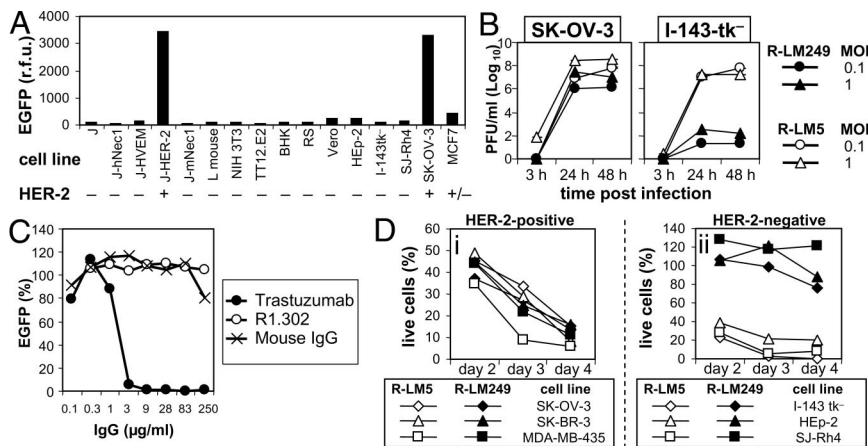 A
EGFP (r.f.u.)
4000
3000
2000
1000
0
cell line
J
J-hNec1
J-HVEM
J-HER-2
J-mNec1
L mouse
NIH 3T3
TT12.E2
BHK
RS
Vero
HEp-2
I-143tk⁻
SJ-Rh4
SK-OV-3
MCF7
HER-2
– – – + – – – – – – – – – – + +/–
B
SK-OV-3
I-143-tk⁻
PFU/ml (Log 10)
10
8
6
4
2
0
3 h 24 h 48 h
3 h 24 h 48 h
time post infection
R-LM249 MOI
0.1
1
R-LM5 MOI
0.1
1
C
EGFP (%)
140
120
100
80
60
40
20
0
0.1 0.3 1 3 9 28 83 250
IgG (µg/ml)
Trastuzumab
R1.302
Mouse IgG
D
HER-2-positive
i
live cells (%)
60
50
40
30
20
10
0
day 2 day 3 day 4
R-LM5 R-LM249 cell line
SK-OV-3
SK-BR-3
MDA-MB-435
HER-2-negative
ii
live cells (%)
140
120
100
80
60
40
20
0
day 2 day 3 day 4
R-LM5 R-LM249 cell line
I-143 tk⁻
HEp-2
SJ-Rh4